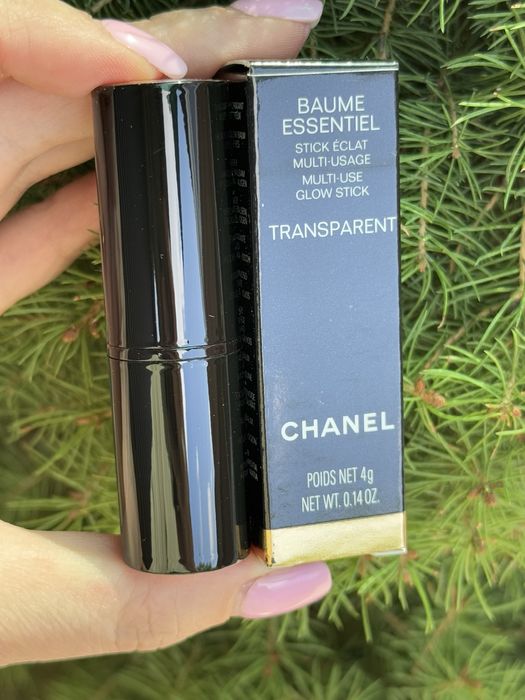 BAUME
ESSENTIEL
STICK ÉCLAT
MULTI-USAGE
MULTI-USE
GLOW STICK
TRANSPARENT
CHANEL
POIDS NET 4g
NET WT. 0.14 OZ.